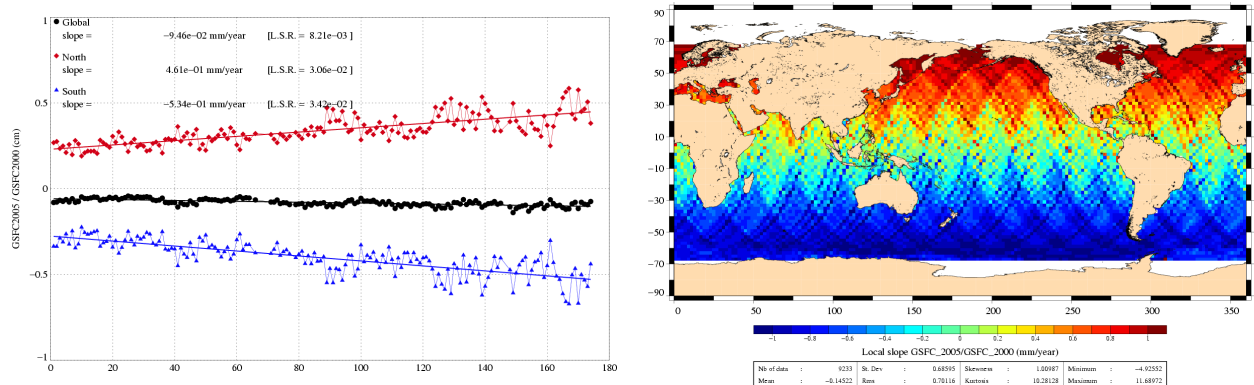 Global
slope = −9.46e−02 mm/year [L.S.R. = 8.21e−03 ]
North
slope = 4.61e−01 mm/year [L.S.R. = 3.06e−02 ]
South
slope = −5.34e−01 mm/year [L.S.R. = 3.42e−02 ]
GSFC2005 / GSFC2000 (cm)
1
0.5
0
−0.5
−1
0 20 40 60 80 100 120 140 160 180
90
70
50
30
10
−10
−30
−50
−70
−90
0 50 100 150 200 250 300 350
−1 −0.8 −0.6 −0.4 −0.2 0 0.2 0.4 0.6 0.8 1
Local slope GSFC_2005/GSFC_2000 (mm/year)
Nb of data : 9233 St. Dev : 0.68595 Skewness : 1.00987 Minimum : −4.92552
Mean : −0.14522 Rms : 0.70116 Kurtosis : 10.28128 Maximum : 11.68972